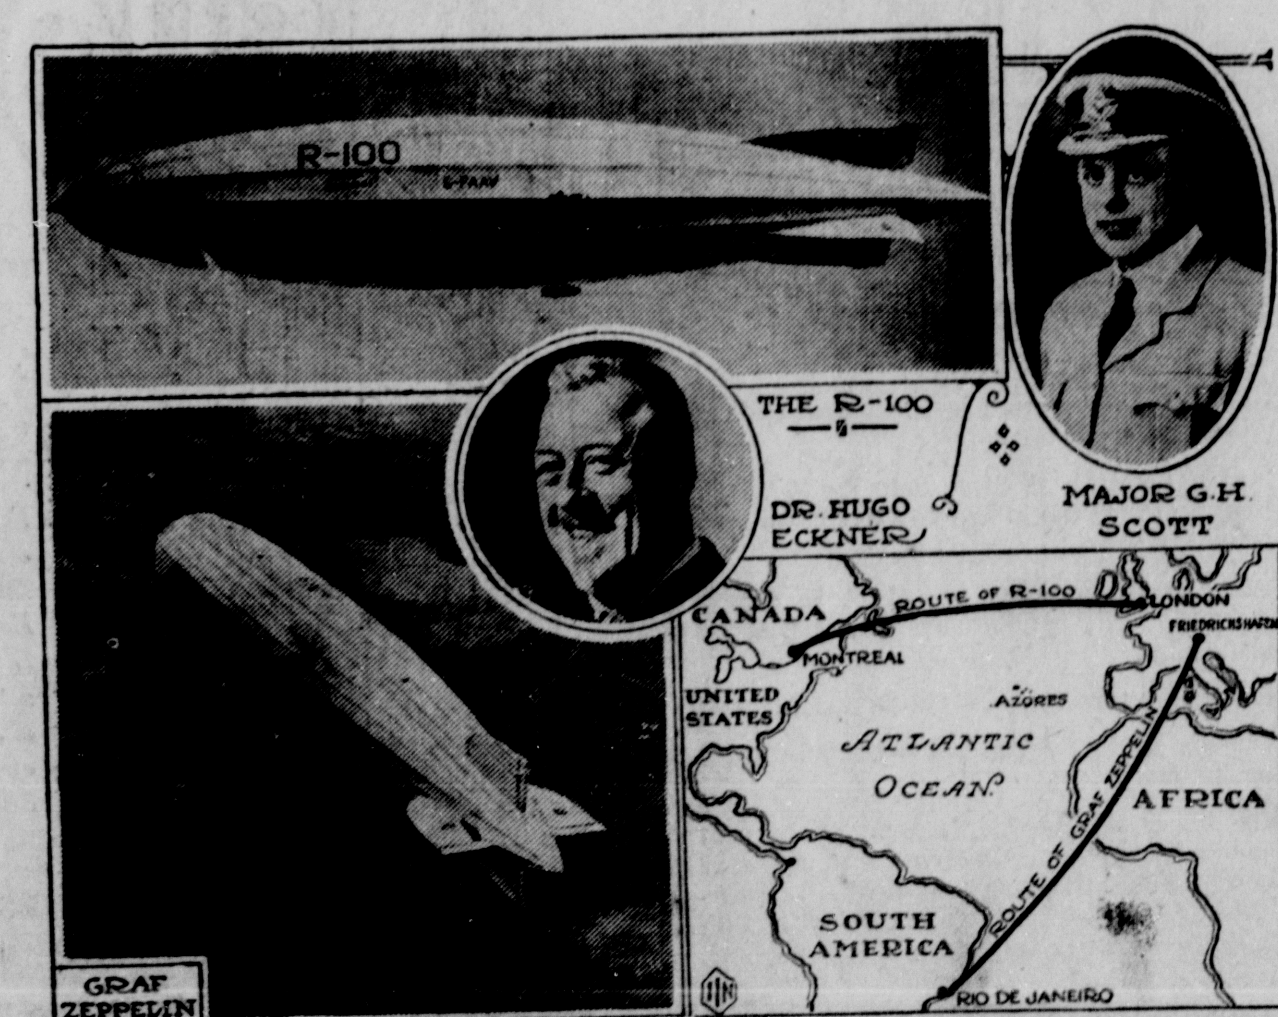 R-100
G-FAAV
THE R-100
DR. HUGO
ECKNER
MAJOR G.H.
SCOTT
CANADA
ROUTE OF R-100
LONDON
FRIEDRICHSHAFEN
MONTREAL
UNITED
STATES
AZORES
ATLANTIC
OCEAN
ROUTE OF GRAF ZEPPELIN
AFRICA
SOUTH
AMERICA
RIO DE JANEIRO
GRAF
ZEPPELIN